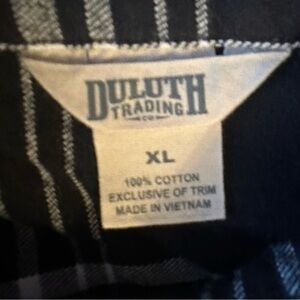 DULUTH
TRADING
CO
XL
100% COTTON
EXCLUSIVE OF TRIM
MADE IN VIETNAM